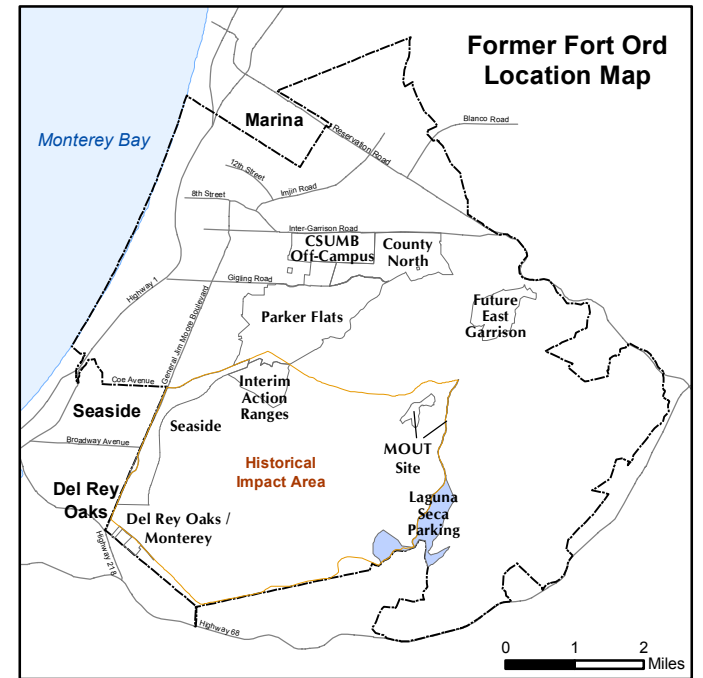 Former Fort Ord
Location Map
Marina
Blanco Road
Reservation Road
Monterey Bay
12th Street
Imjin Road
8th Street
Inter-Garrison Road
CSUMB
Off-Campus
County
North
Gigling Road
Highway 1
General Jim Moore Boulevard
Future
East
Garrison
Parker Flats
Coe Avenue
Interim
Action
Ranges
Seaside
Seaside
Broadway Avenue
MOUT
Site
Historical
Impact Area
Del Rey
Oaks
Laguna
Seca
Parking
Del Rey Oaks /
Monterey
Highway 218
Highway 68
0 1 2
Miles